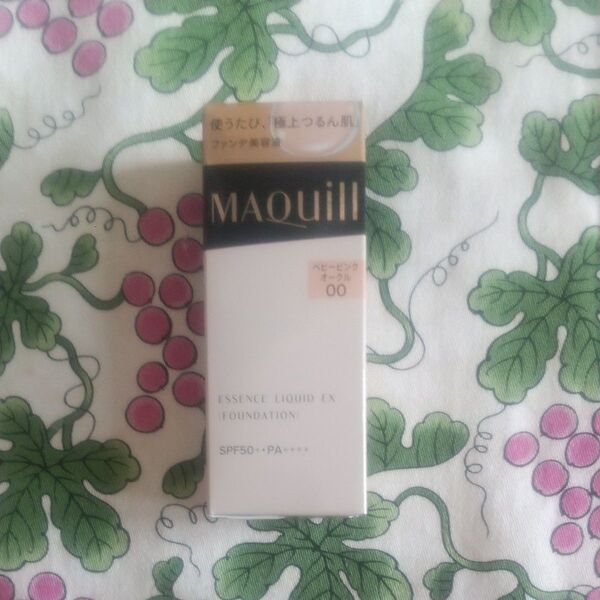 使うたび、「極上つるん肌」
ファンデ美容液
MAQuill
ベビーピンク
オークル
00
ESSENCE LIQUID EX
(FOUNDATION)
SPF50++PA++++